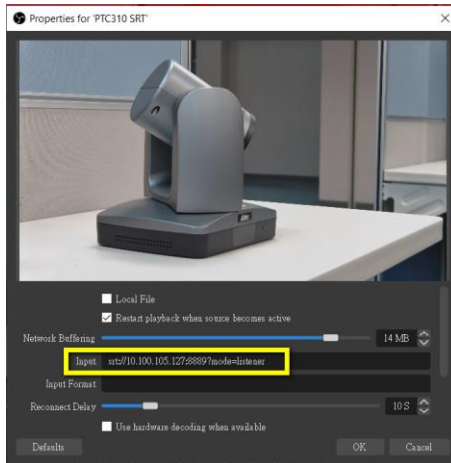 Properties for 'PTC310 SRT'
Local File
Restart playback when source becomes active
Network Buffering 14 MB
Input srt://10.100.105.127:8889?mode=listener
Input Format
Reconnect Delay 10 S
Use hardware decoding when available
Defaults OK Cancel